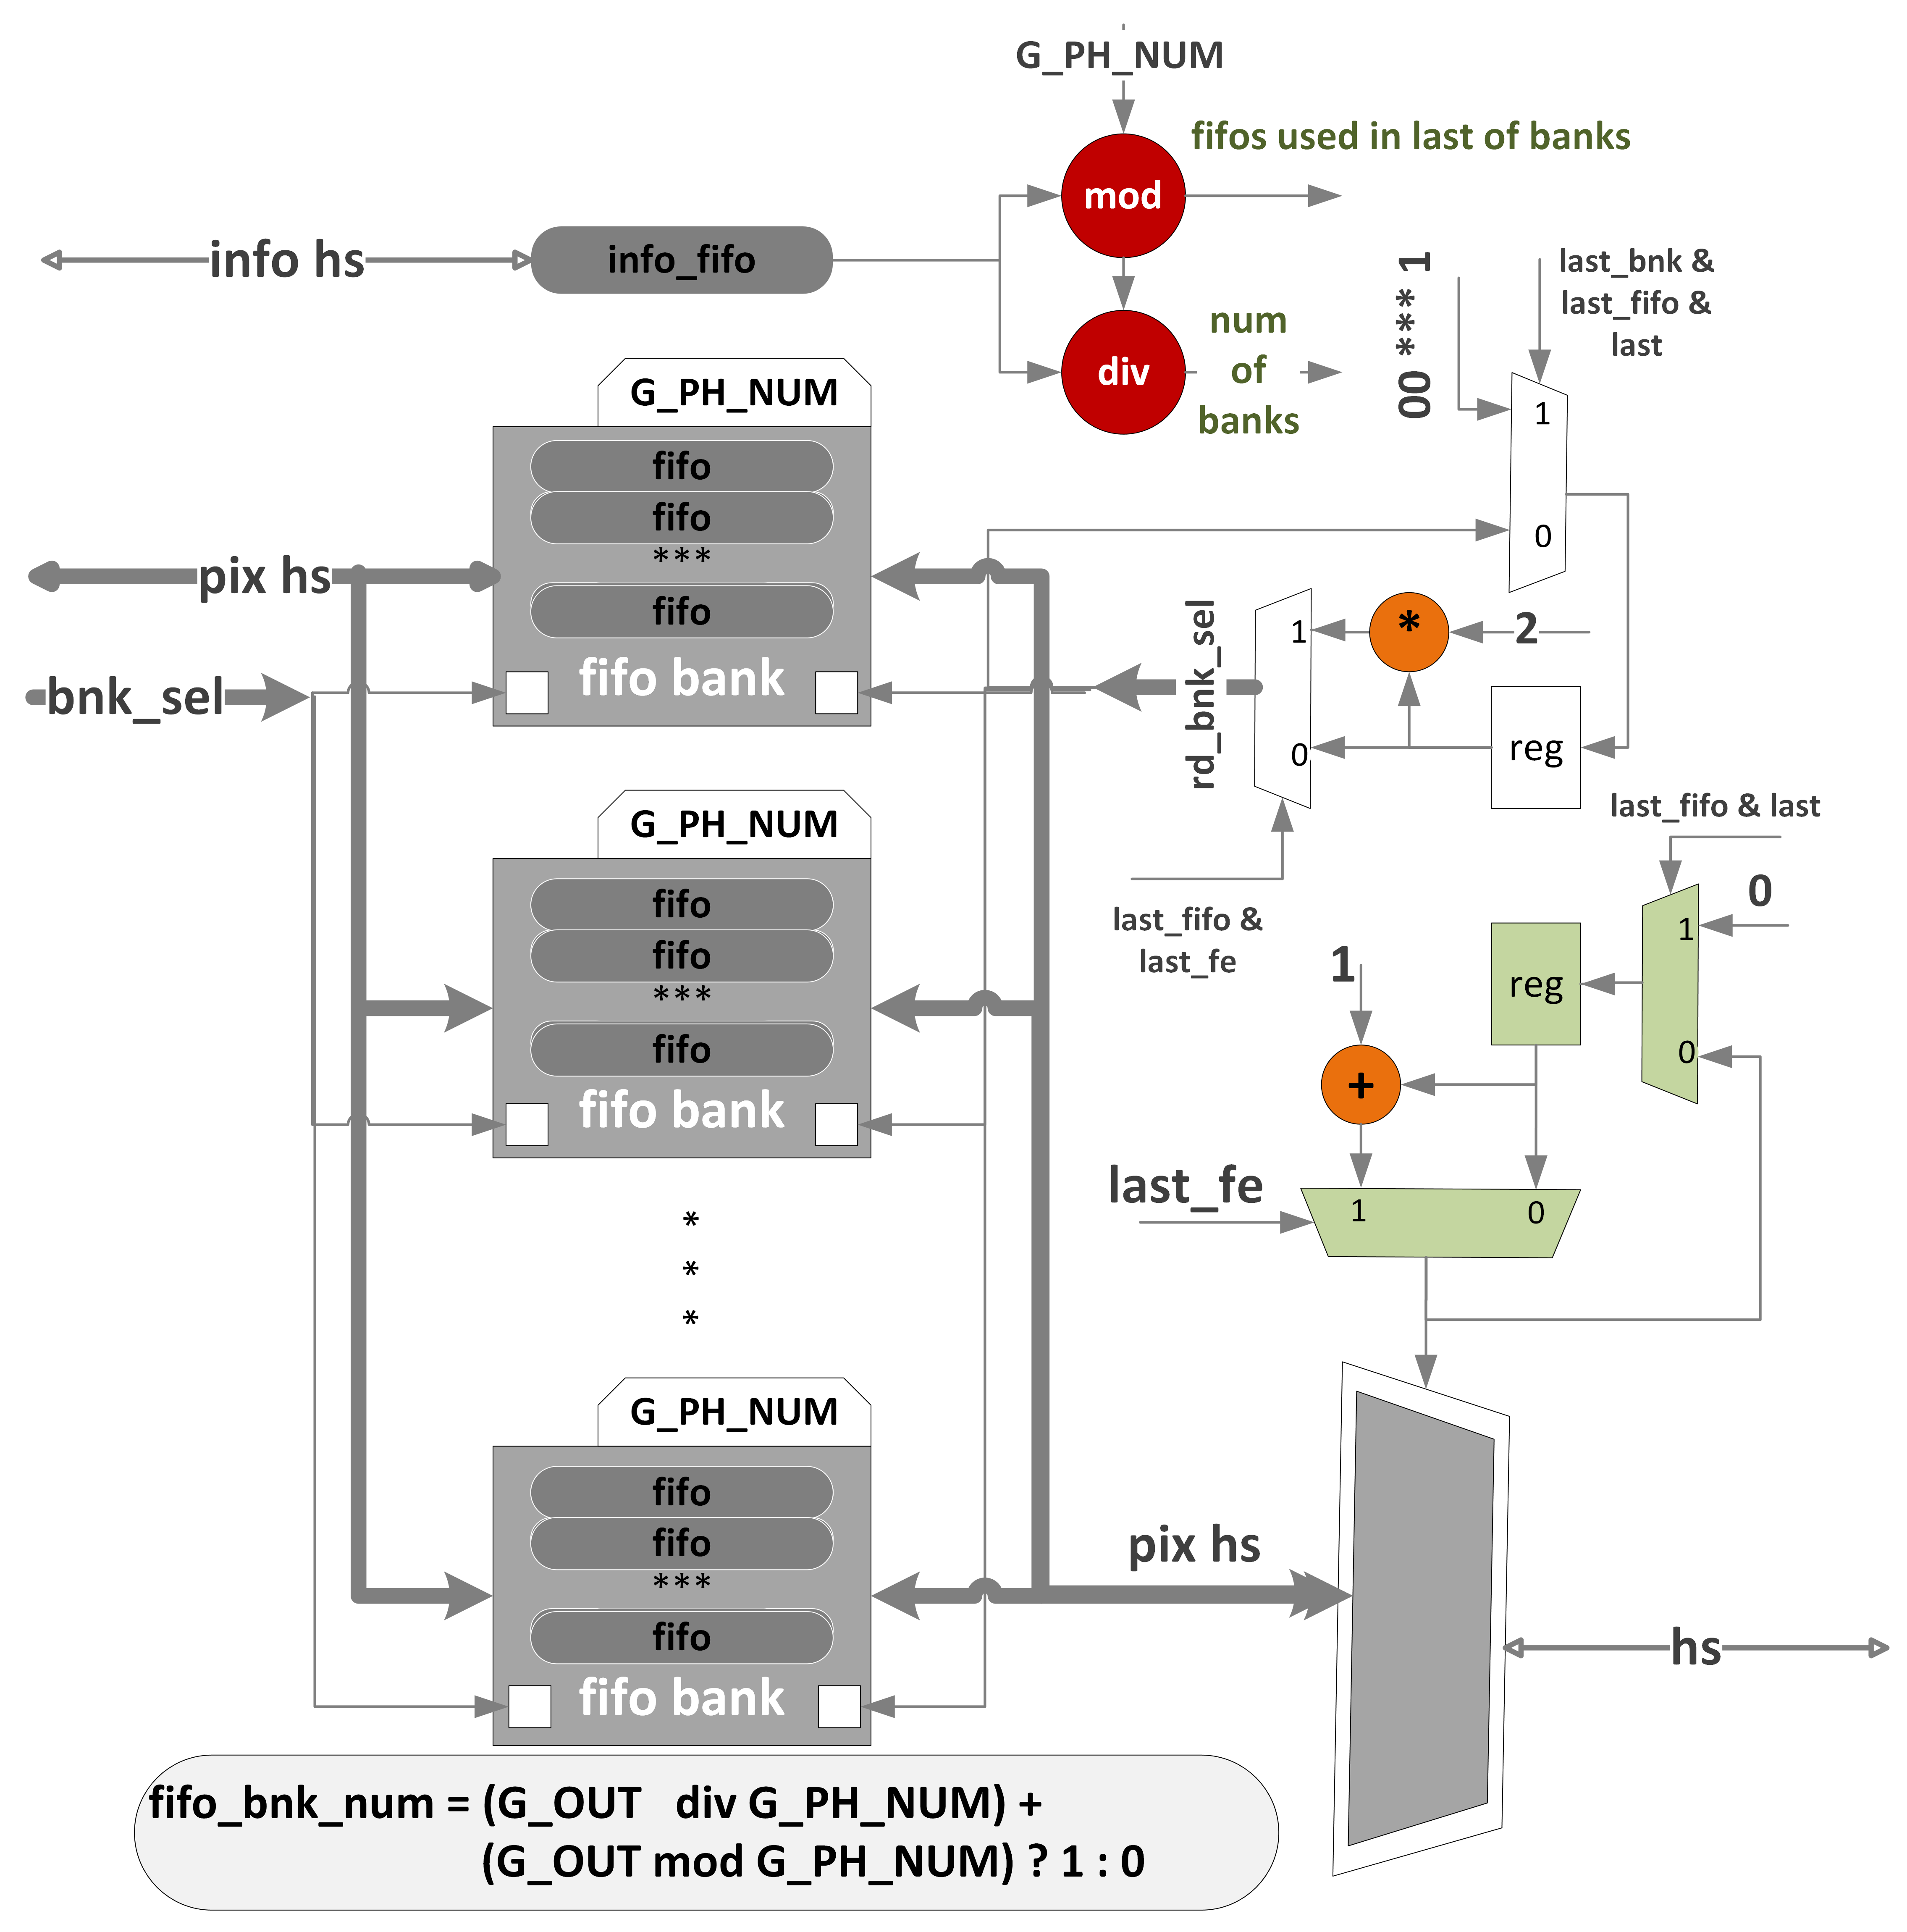 G_PH_NUM
fifos used in last of banks
mod
info hs
info_fifo
div
num
of
banks
00 *** 1
last_bnk &
last_fifo &
last
1
0
G_PH_NUM
fifo
fifo
***
fifo
fifo bank
pix hs
bnk_sel
rd_bnk_sel
1
0
*
2
reg
last_fifo &
last_fe
G_PH_NUM
fifo
fifo
***
fifo
fifo bank
last_fifo & last
0
1
0
reg
1
+
last_fe
1
0
*
*
*
G_PH_NUM
fifo
fifo
***
fifo
fifo bank
pix hs
hs
fifo_bnk_num = (G_OUT div G_PH_NUM) +
(G_OUT mod G_PH_NUM) ? 1 : 0